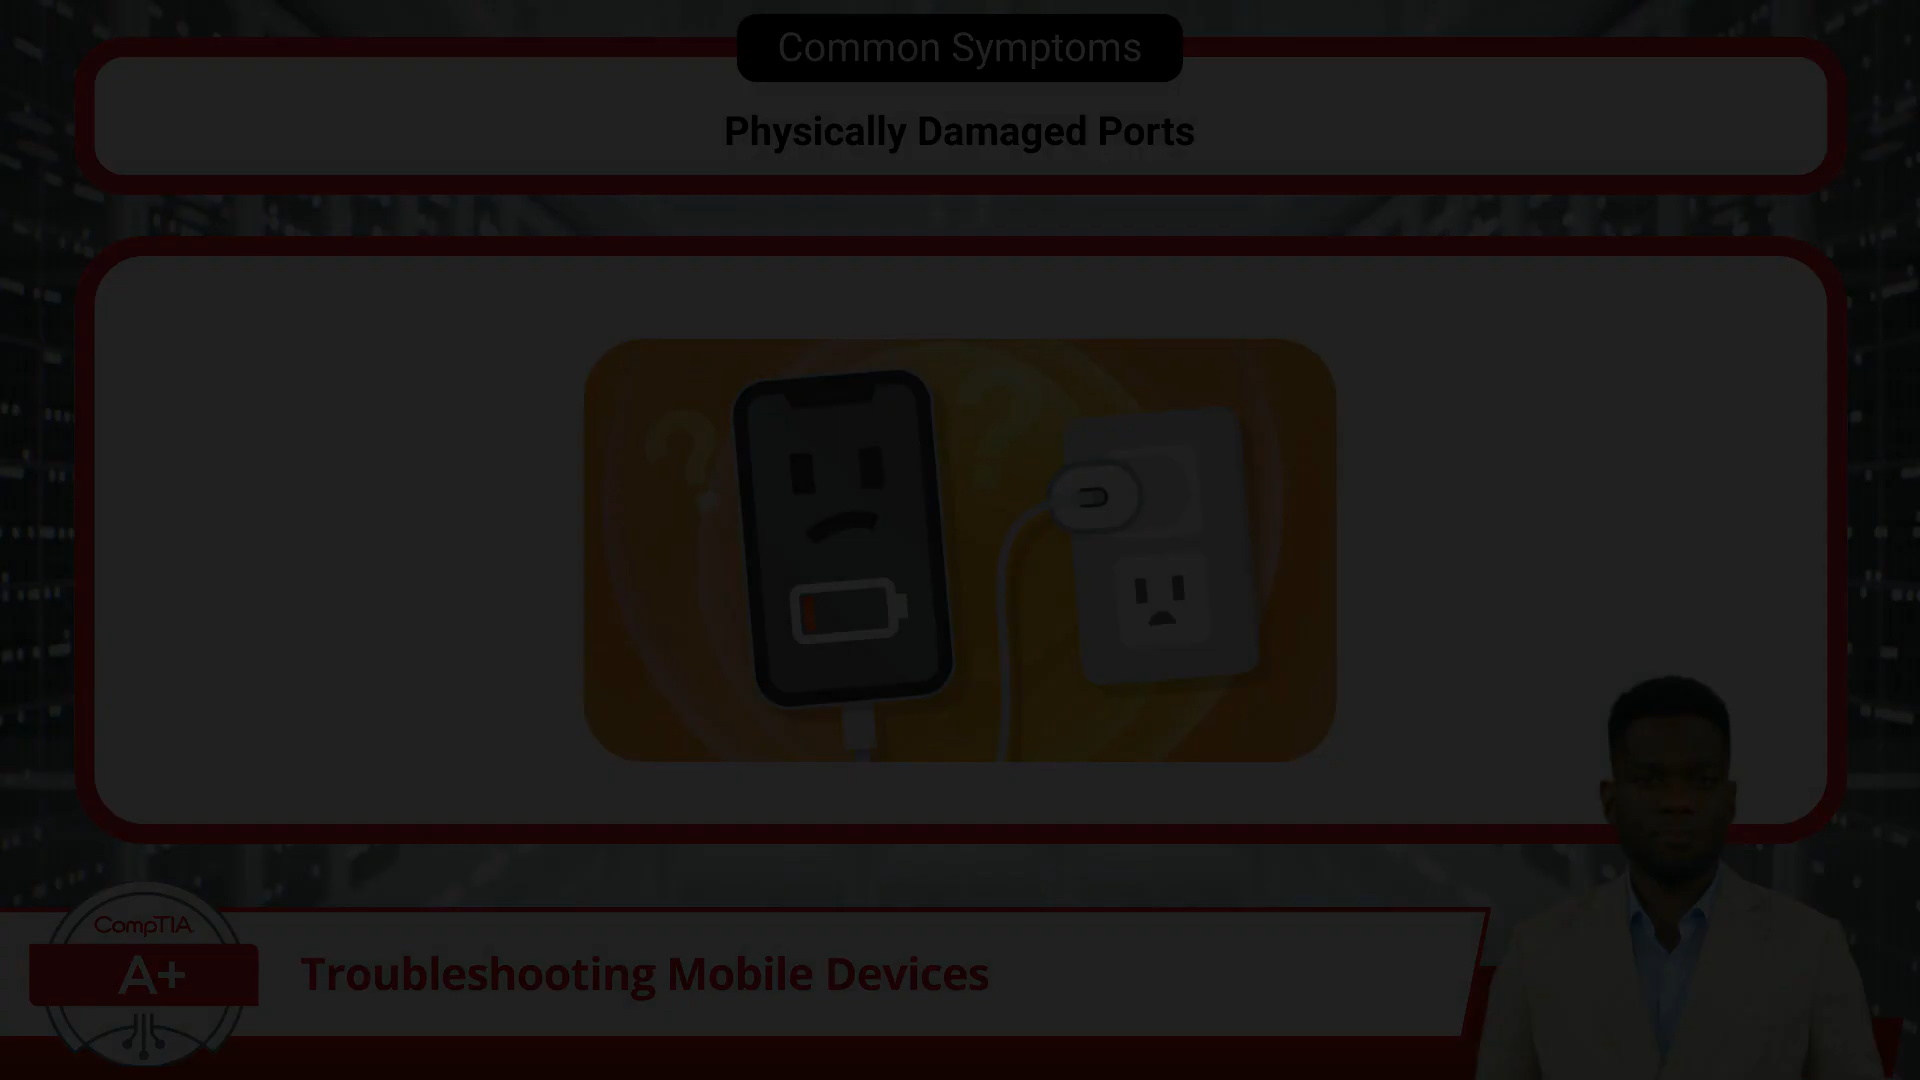 Common Symptoms
Physically Damaged Ports
CompTIA
A+
Troubleshooting Mobile Devices